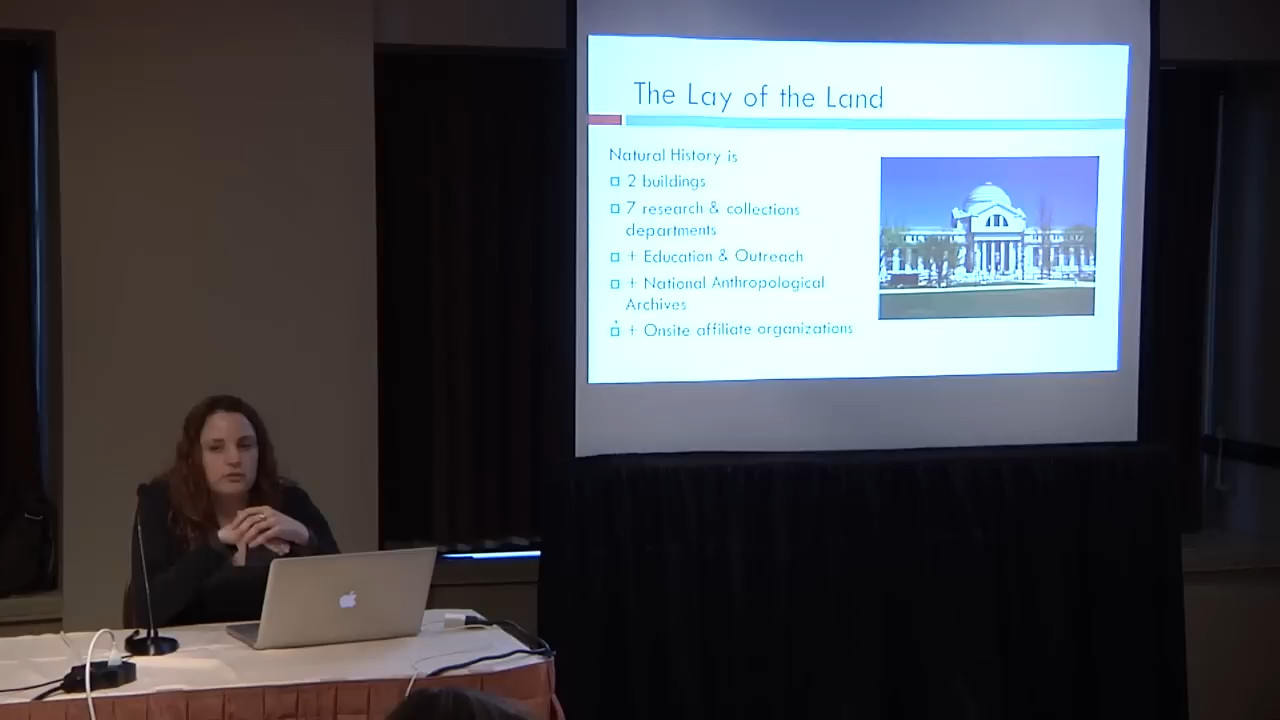 The Lay of the Land
Natural History is
2 buildings
7 research & collections
departments
+ Education & Outreach
+ National Anthropological
Archives
+ Onsite affiliate organizations